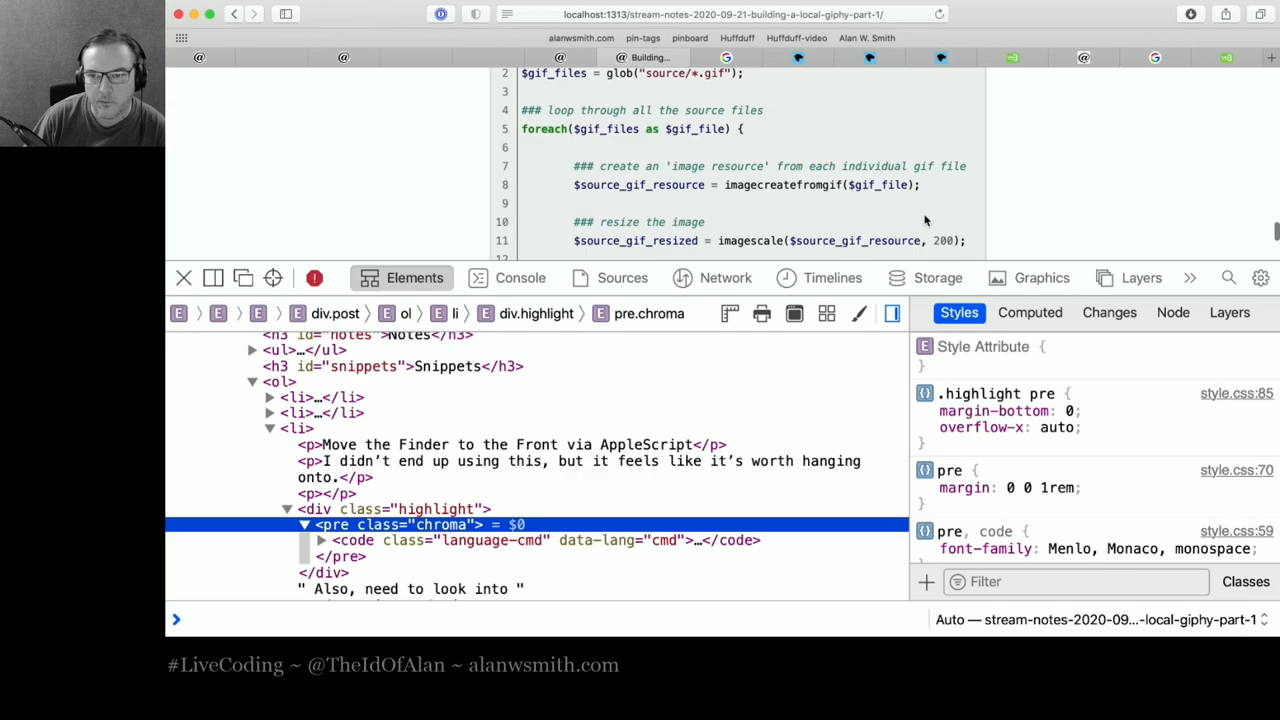 localhost:1313/stream-notes-2020-09-21-building-a-local-giphy-part-1/
alanwsmith.com pin-tags pinboard Huffduff Huffduff-video Alan W. Smith
@ @ @ @ Building... G @ G
2 $gif_files = glob("source/*.gif");
3
4 ### loop through all the source files
5 foreach($gif_files as $gif_file) {
6
7 ### create an 'image resource' from each individual gif file
8 $source_gif_resource = imagecreatefromgif($gif_file);
9
10 ### resize the image
11 $source_gif_resized = imagescale($source_gif_resource, 200);
12
Elements Console Sources Network Timelines Storage Graphics Layers »
E E E E div.post E ol E li E div.highlight E pre.chroma Styles Computed Changes Node Layers
<h3 id="notes">Notes</h3>
<ul>…</ul>
<h3 id="snippets">Snippets</h3>
<ol>
<li>…</li>
<li>…</li>
<li>
<p>Move the Finder to the Front via AppleScript</p>
<p>I didn’t end up using this, but it feels like it’s worth hanging
onto.</p>
<p></p>
<div class="highlight">
<pre class="chroma"> = $0
<code class="language-cmd" data-lang="cmd">…</code>
</pre>
</div>
" Also, need to look into "
E Style Attribute {
}
.highlight pre { style.css:85
margin-bottom: 0;
overflow-x: auto;
}
pre { style.css:70
margin: 0 0 1rem;
}
pre, code { style.css:59
font-family: Menlo, Monaco, monospace;
Filter Classes
Auto — stream-notes-2020-09...-local-giphy-part-1
#LiveCoding ~ @TheIdOfAlan ~ alanwsmith.com